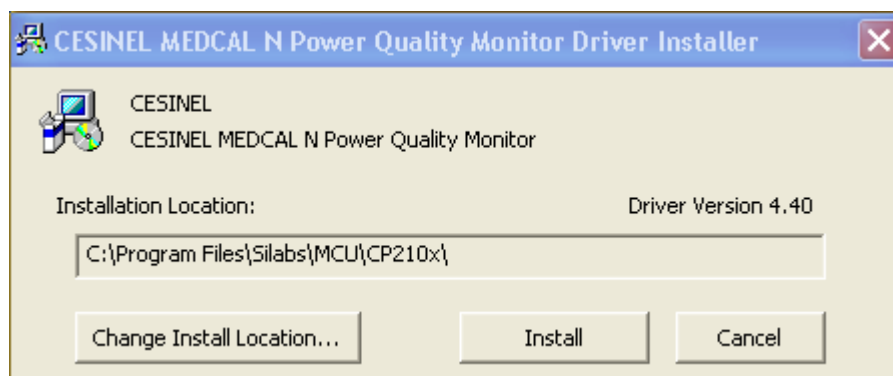 CESINEL MEDCAL N Power Quality Monitor Driver Installer
CESINEL
CESINEL MEDCAL N Power Quality Monitor
Installation Location: Driver Version 4.40
C:\Program Files\Silabs\MCU\CP210x\
Change Install Location... Install Cancel